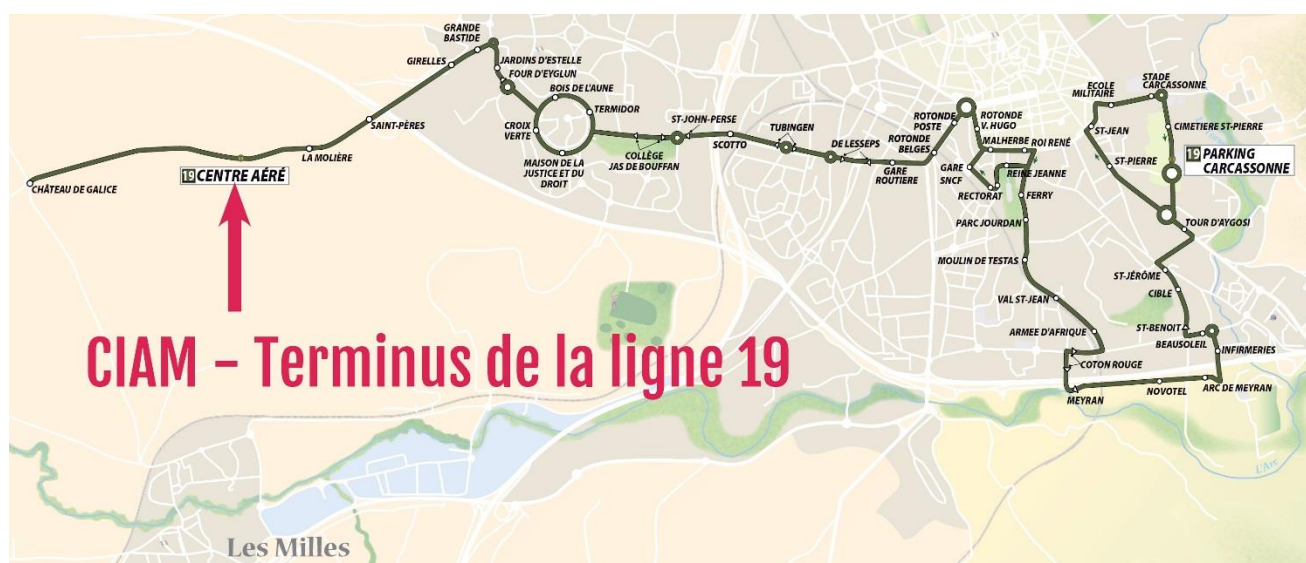 GRANDE
BASTIDE
GIRELLES
JARDINS D'ESTELLE
FOUR D'EYGLUN
BOIS DE L'AUNE
TERMIDOR
CROIX
VERTE
MAISON DE LA
JUSTICE ET DU
DROIT
SAINT-PÈRES
LA MOLIÈRE
19 CENTRE AÉRÉ
CHÂTEAU DE GALICE
ST-JOHN-PERSE
COLLÈGE
JAS DE BOUFFAN
SCOTTO
TUBINGEN
DE LESSEPS
GARE
ROUTIERE
ROTONDE
POSTE
ROTONDE
BELGES
ROTONDE
V. HUGO
MALHERBE
ROI RENÉ
GARE
SNCF
REINE JEANNE
RECTORAT
FERRY
PARC JOURDAN
MOULIN DE TESTAS
VAL ST-JEAN
ARMEE D'AFRIQUE
COTON ROUGE
MEYRAN
NOVOTEL
ARC DE MEYRAN
INFIRMERIES
BEAUSOLEIL
ST-BENOIT
CIBLE
ST-JÉRÔME
TOUR D'AYGOSI
ST-PIERRE
ST-JEAN
ECOLE
MILITAIRE
STADE
CARCASSONNE
CIMETIERE ST-PIERRE
19 PARKING
CARCASSONNE
CIAM – Terminus de la ligne 19
L'Arc
Les Milles